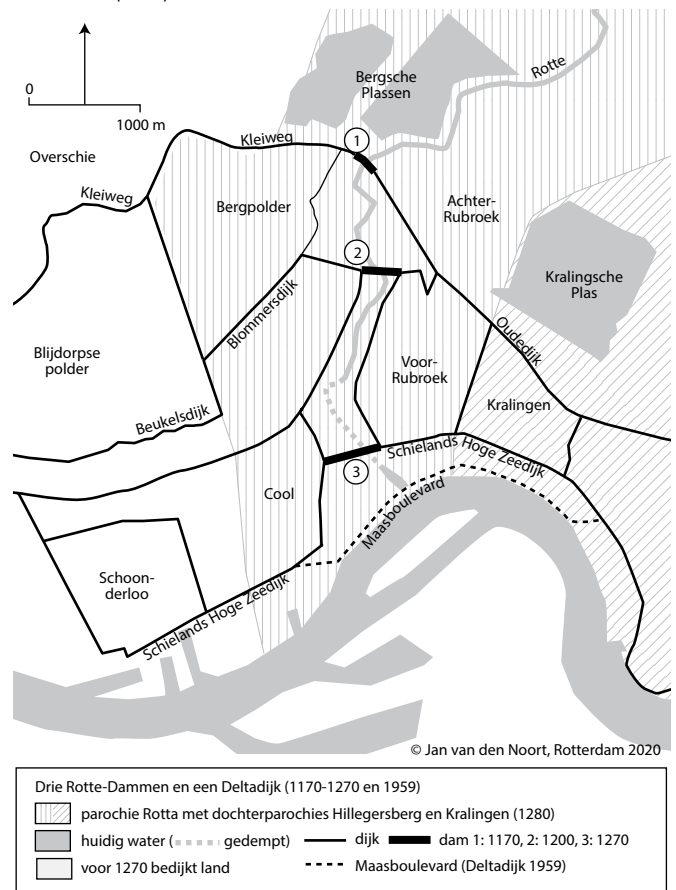 Bergsche
Plassen
Rotte
0
1000 m
1
Kleiweg
Overschie
Kleiweg
Bergpolder
Achter-
Rubroek
2
Kralingsche
Plas
Blommersdijk
Oudedijk
Blijdorpse
polder
Voor-
Rubroek
Kralingen
Beukelsdijk
Schielands Hoge Zeedijk
3
Cool
Maasboulevard
Schoon-
derloo
Schielands Hoge Zeedijk
© Jan van den Noort, Rotterdam 2020
Drie Rotte-Dammen en een Deltadijk (1170-1270 en 1959)
parochie Rotta met dochterparochies Hillegersberg en Kralingen (1280)
huidig water ( gedempt) dijk dam 1: 1170, 2: 1200, 3: 1270
voor 1270 bedijkt land Maasboulevard (Deltadijk 1959)